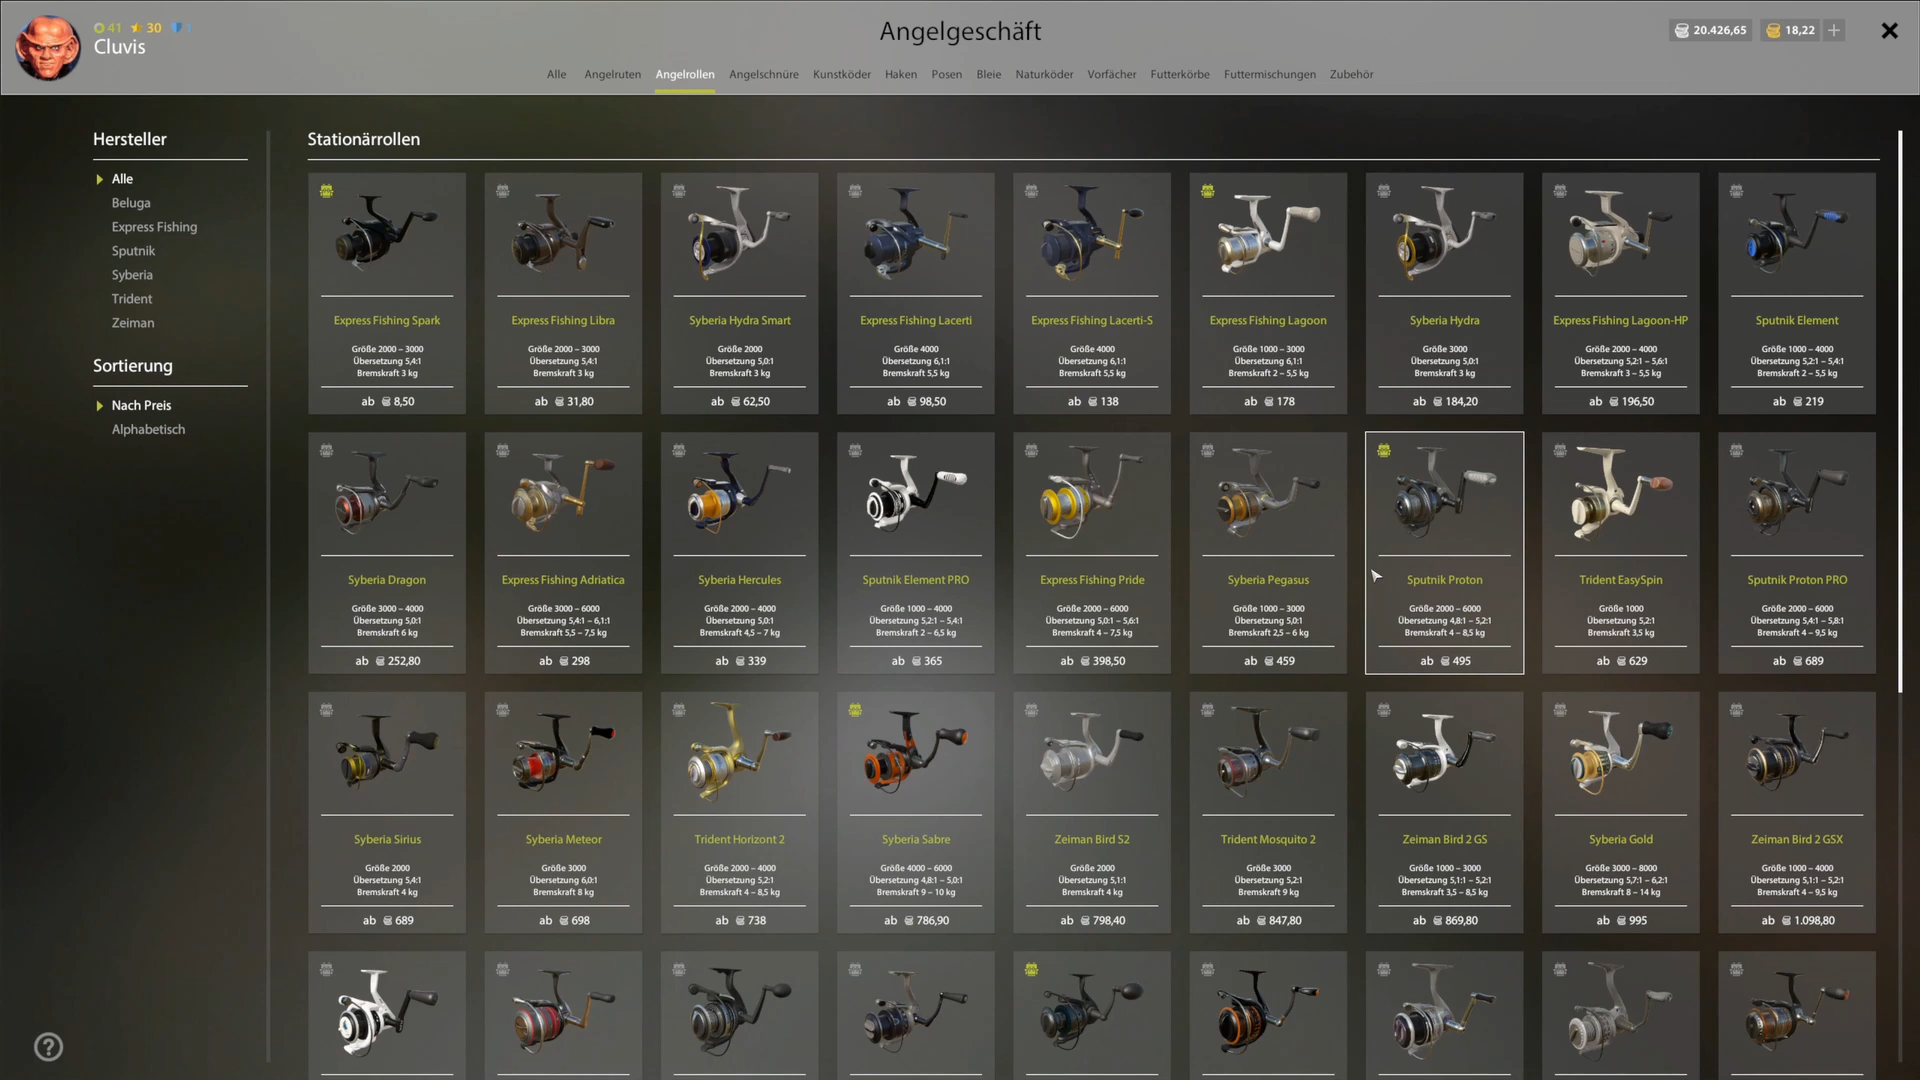 41 30 1
Cluvis
Angelgeschäft
20.426,65 18,22 +
Alle Angelruten Angelrollen Angelschnüre Kunstköder Haken Posen Bleie Naturköder Vorfächer Futterkörbe Futtermischungen Zubehör
Hersteller
Alle
Beluga
Express Fishing
Sputnik
Syberia
Trident
Zeiman
Sortierung
Nach Preis
Alphabetisch
Stationärrollen
Express Fishing Spark
Größe 2000 – 3000
Übersetzung 5,4:1
Bremskraft 3 kg
ab 8,50
Express Fishing Libra
Größe 2000 – 3000
Übersetzung 5,4:1
Bremskraft 3 kg
ab 31,80
Syberia Hydra Smart
Größe 2000
Übersetzung 5,0:1
Bremskraft 3 kg
ab 62,50
Express Fishing Lacerti
Größe 4000
Übersetzung 6,1:1
Bremskraft 5,5 kg
ab 98,50
Express Fishing Lacerti-S
Größe 4000
Übersetzung 6,1:1
Bremskraft 5,5 kg
ab 138
Express Fishing Lagoon
Größe 1000 – 3000
Übersetzung 6,1:1
Bremskraft 2 – 5,5 kg
ab 178
Syberia Hydra
Größe 3000
Übersetzung 5,0:1
Bremskraft 3 kg
ab 184,20
Express Fishing Lagoon-HP
Größe 2000 – 4000
Übersetzung 5,2:1 – 5,6:1
Bremskraft 3 – 5,5 kg
ab 196,50
Sputnik Element
Größe 1000 – 4000
Übersetzung 5,2:1 – 5,4:1
Bremskraft 2 – 5,5 kg
ab 219
Syberia Dragon
Größe 3000 – 4000
Übersetzung 5,0:1
Bremskraft 6 kg
ab 252,80
Express Fishing Adriatica
Größe 3000 – 6000
Übersetzung 5,4:1 – 6,1:1
Bremskraft 5,5 – 7,5 kg
ab 298
Syberia Hercules
Größe 2000 – 4000
Übersetzung 5,0:1
Bremskraft 4,5 – 7 kg
ab 339
Sputnik Element PRO
Größe 1000 – 4000
Übersetzung 5,2:1 – 5,4:1
Bremskraft 2 – 6,5 kg
ab 365
Express Fishing Pride
Größe 2000 – 6000
Übersetzung 5,0:1 – 5,6:1
Bremskraft 4 – 7,5 kg
ab 398,50
Syberia Pegasus
Größe 1000 – 3000
Übersetzung 5,0:1
Bremskraft 2,5 – 6 kg
ab 459
Sputnik Proton
Größe 2000 – 6000
Übersetzung 4,8:1 – 5,2:1
Bremskraft 4 – 8,5 kg
ab 495
Trident EasySpin
Größe 1000
Übersetzung 5,2:1
Bremskraft 3,5 kg
ab 629
Sputnik Proton PRO
Größe 2000 – 6000
Übersetzung 5,4:1 – 5,8:1
Bremskraft 4 – 9,5 kg
ab 689
Syberia Sirius
Größe 2000
Übersetzung 5,4:1
Bremskraft 4 kg
ab 689
Syberia Meteor
Größe 3000
Übersetzung 6,0:1
Bremskraft 8 kg
ab 698
Trident Horizont 2
Größe 2000 – 4000
Übersetzung 5,2:1
Bremskraft 4 – 8,5 kg
ab 738
Syberia Sabre
Größe 4000 – 6000
Übersetzung 4,8:1 – 5,0:1
Bremskraft 9 – 10 kg
ab 786,90
Zeiman Bird S2
Größe 2000
Übersetzung 5,1:1
Bremskraft 4 kg
ab 798,40
Trident Mosquito 2
Größe 3000
Übersetzung 5,2:1
Bremskraft 9 kg
ab 847,80
Zeiman Bird 2 GS
Größe 1000 – 3000
Übersetzung 5,1:1 – 5,2:1
Bremskraft 3,5 – 8,5 kg
ab 869,80
Syberia Gold
Größe 3000 – 8000
Übersetzung 5,7:1 – 6,2:1
Bremskraft 8 – 14 kg
ab 995
Zeiman Bird 2 GSX
Größe 1000 – 4000
Übersetzung 5,1:1 – 5,2:1
Bremskraft 4 – 9,5 kg
ab 1.098,80
?